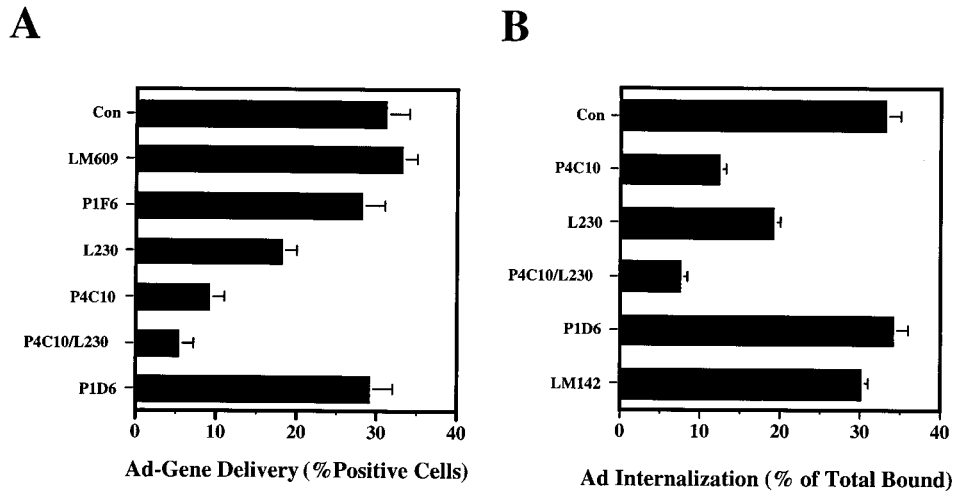 A
Con
LM609
P1F6
L230
P4C10
P4C10/L230
P1D6
0 10 20 30 40
Ad-Gene Delivery (%Positive Cells)
B
Con
P4C10
L230
P4C10/L230
P1D6
LM142
0 10 20 30 40
Ad Internalization (% of Total Bound)